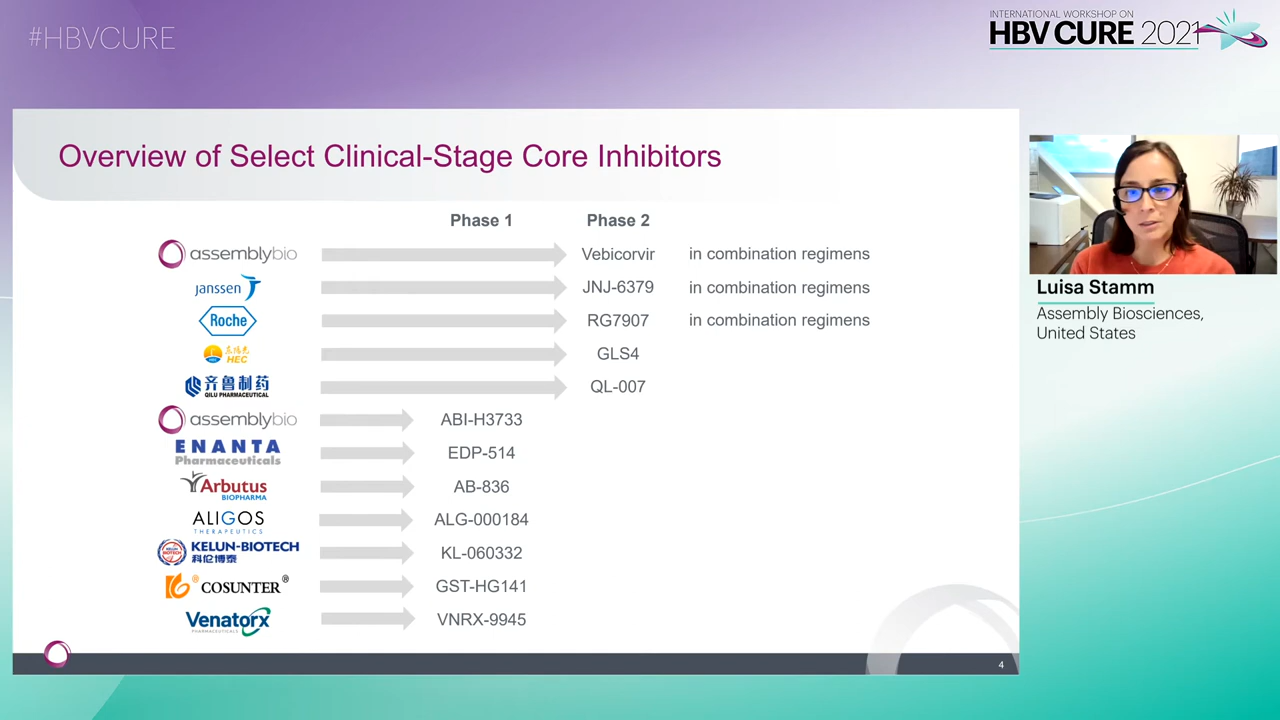 #HBVCURE
INTERNATIONAL WORKSHOP ON
HBV CURE 2021
Overview of Select Clinical-Stage Core Inhibitors
Phase 1 Phase 2
assemblybio Vebicorvir in combination regimens
janssen JNJ-6379 in combination regimens
Roche RG7907 in combination regimens
东阳光
HEC GLS4
齐鲁制药
QILU PHARMACEUTICAL QL-007
assemblybio ABI-H3733
ENANTA
Pharmaceuticals EDP-514
Arbutus
BIOPHARMA AB-836
ALIGOS
THERAPEUTICS ALG-000184
KELUN-BIOTECH
科伦博泰 KL-060332
® COSUNTER® GST-HG141
Venatorx
PHARMACEUTICALS VNRX-9945
4
Luisa Stamm
Assembly Biosciences,
United States